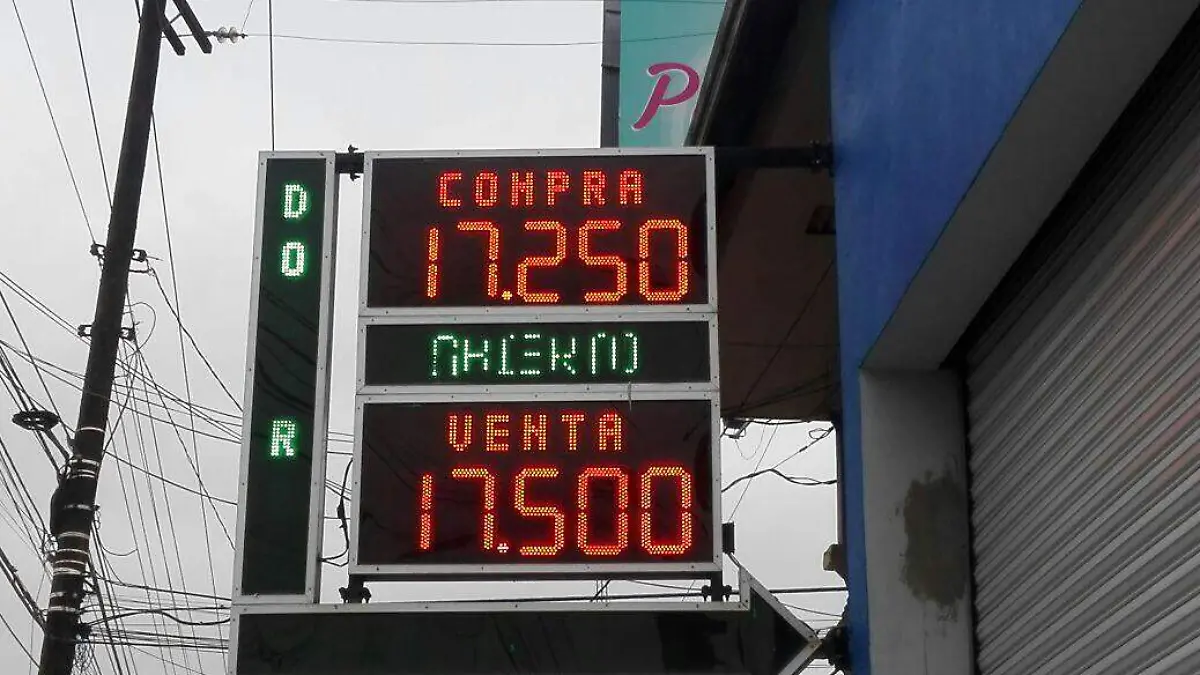 P
D
O
R
COMPRA
17.250
VENTA
17.500